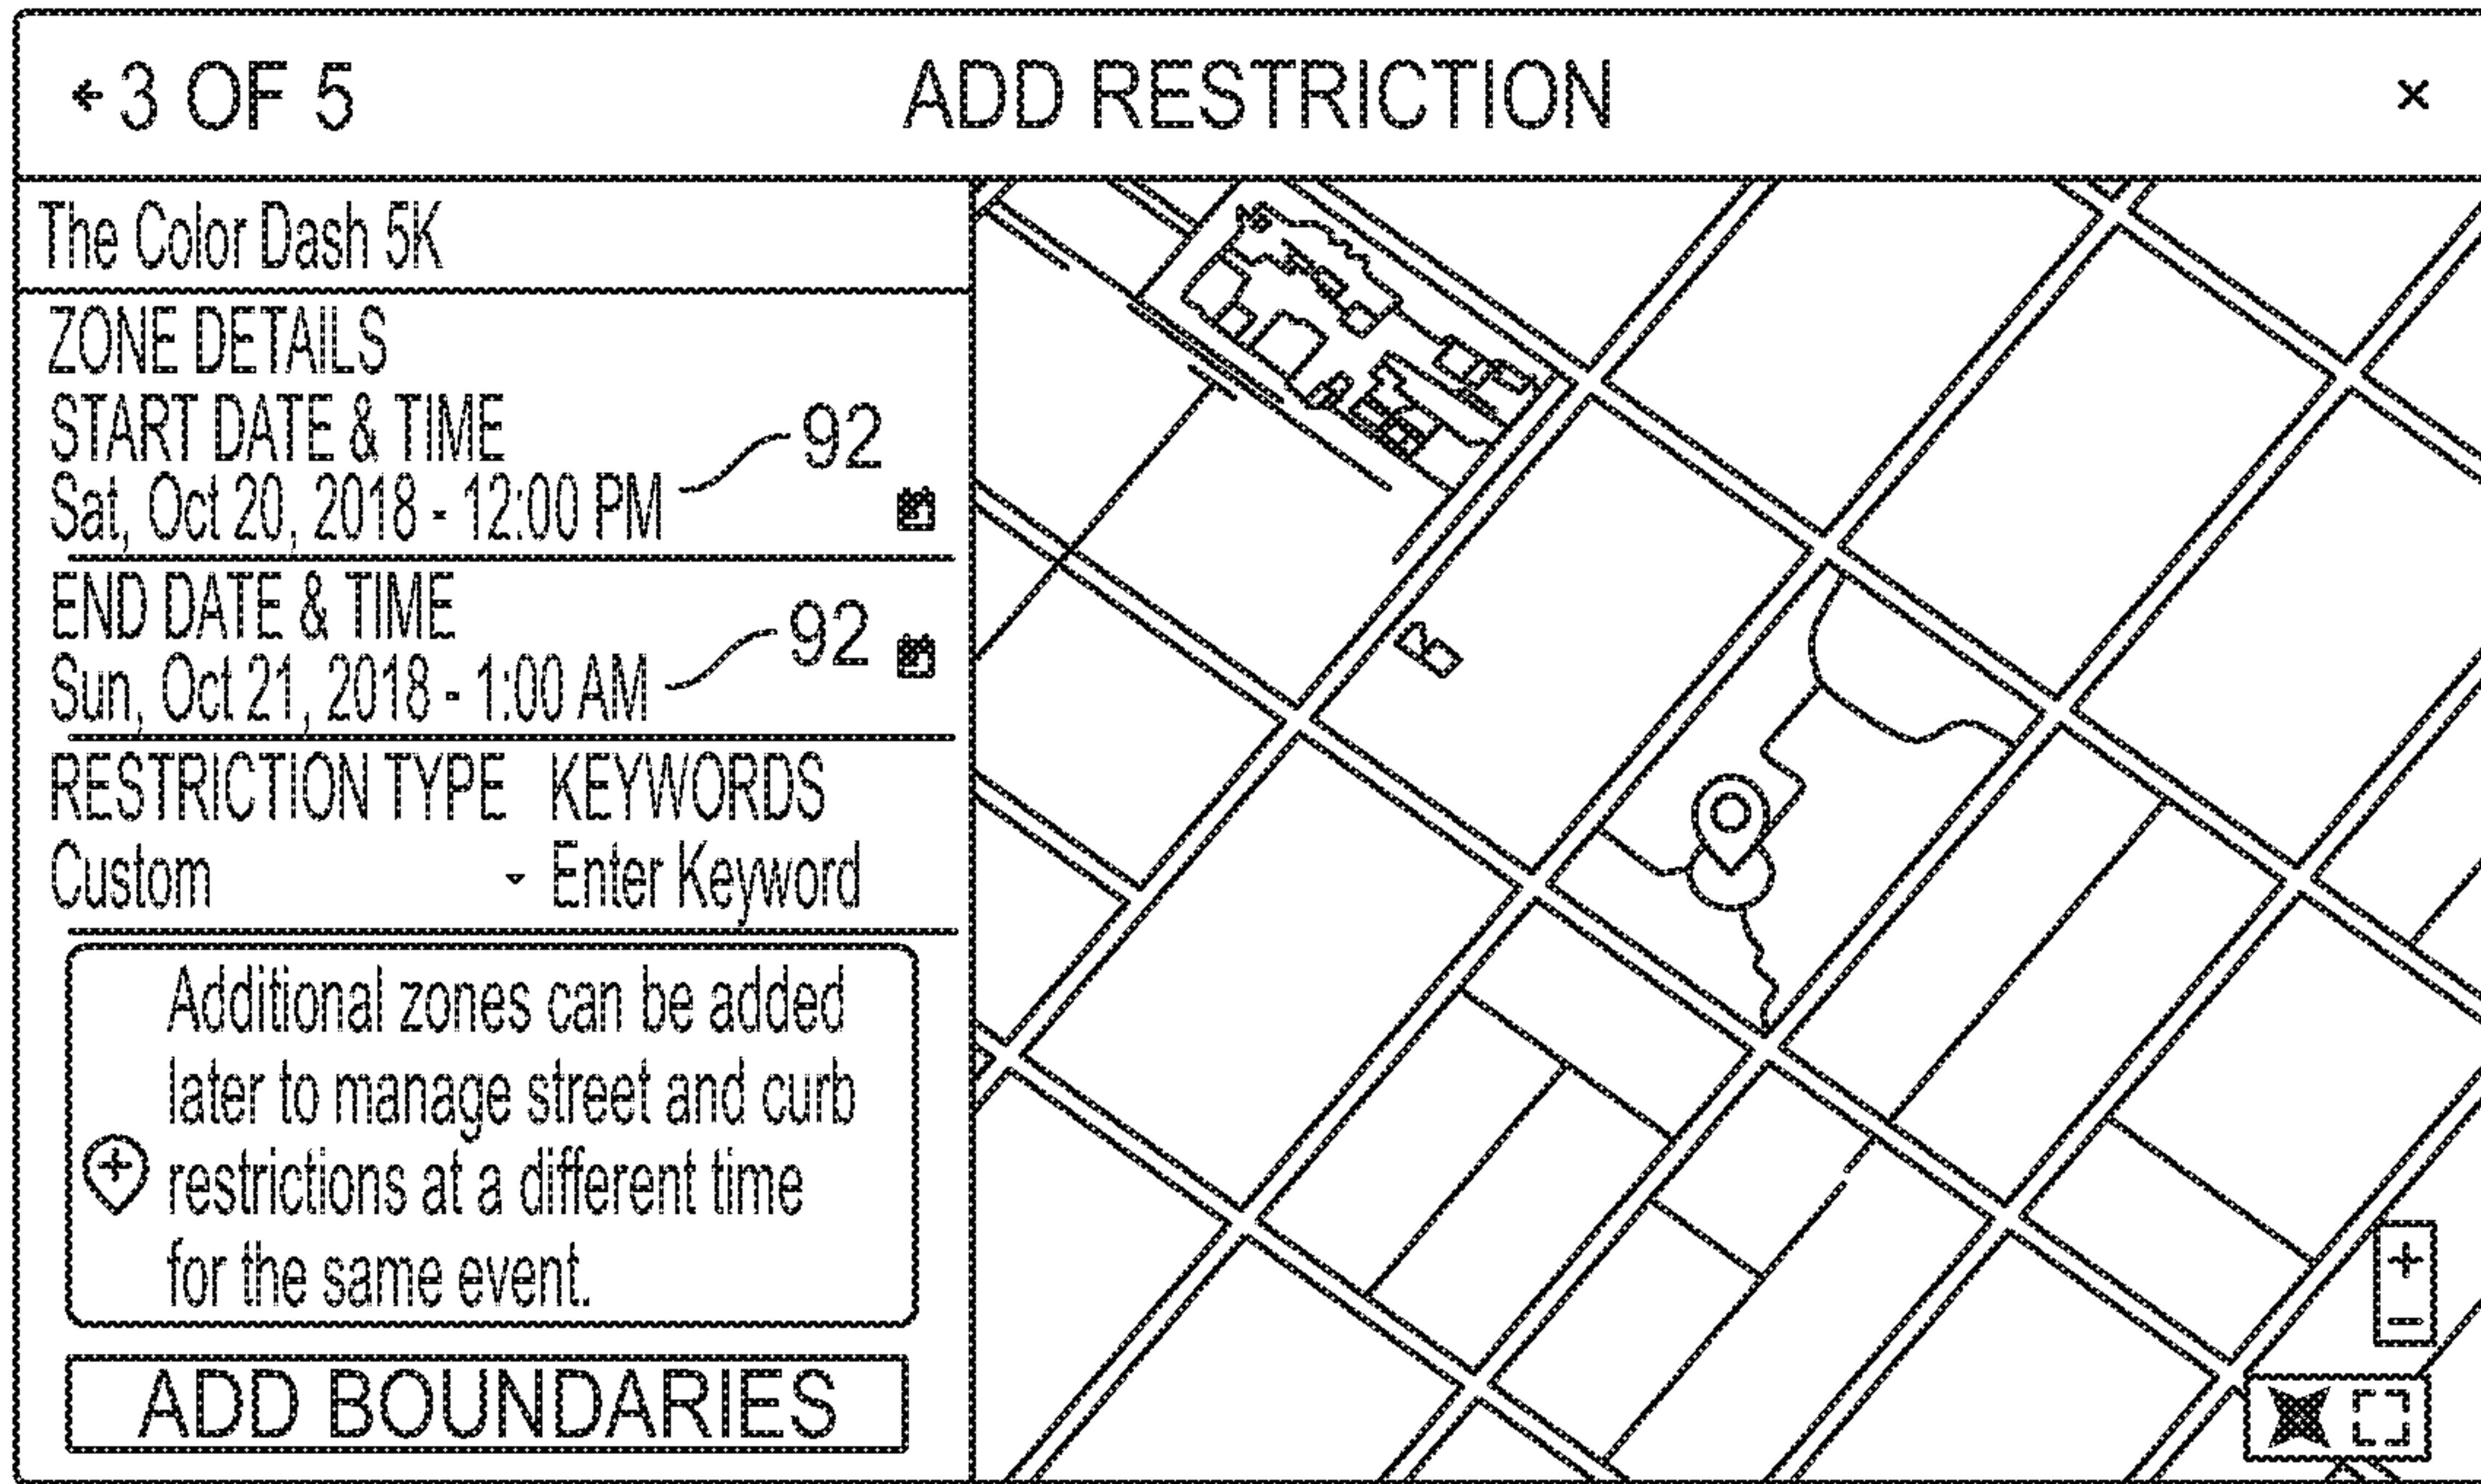 ←3 OF 5
ADD RESTRICTION
×
The Color Dash 5K
ZONE DETAILS
START DATE & TIME
92
Sat, Oct 20, 2018 - 12:00 PM
END DATE & TIME
92
Sun, Oct 21, 2018 - 1:00 AM
RESTRICTION TYPE KEYWORDS
Custom Enter Keyword
Additional zones can be added
later to manage street and curb
restrictions at a different time
for the same event.
ADD BOUNDARIES
+
−